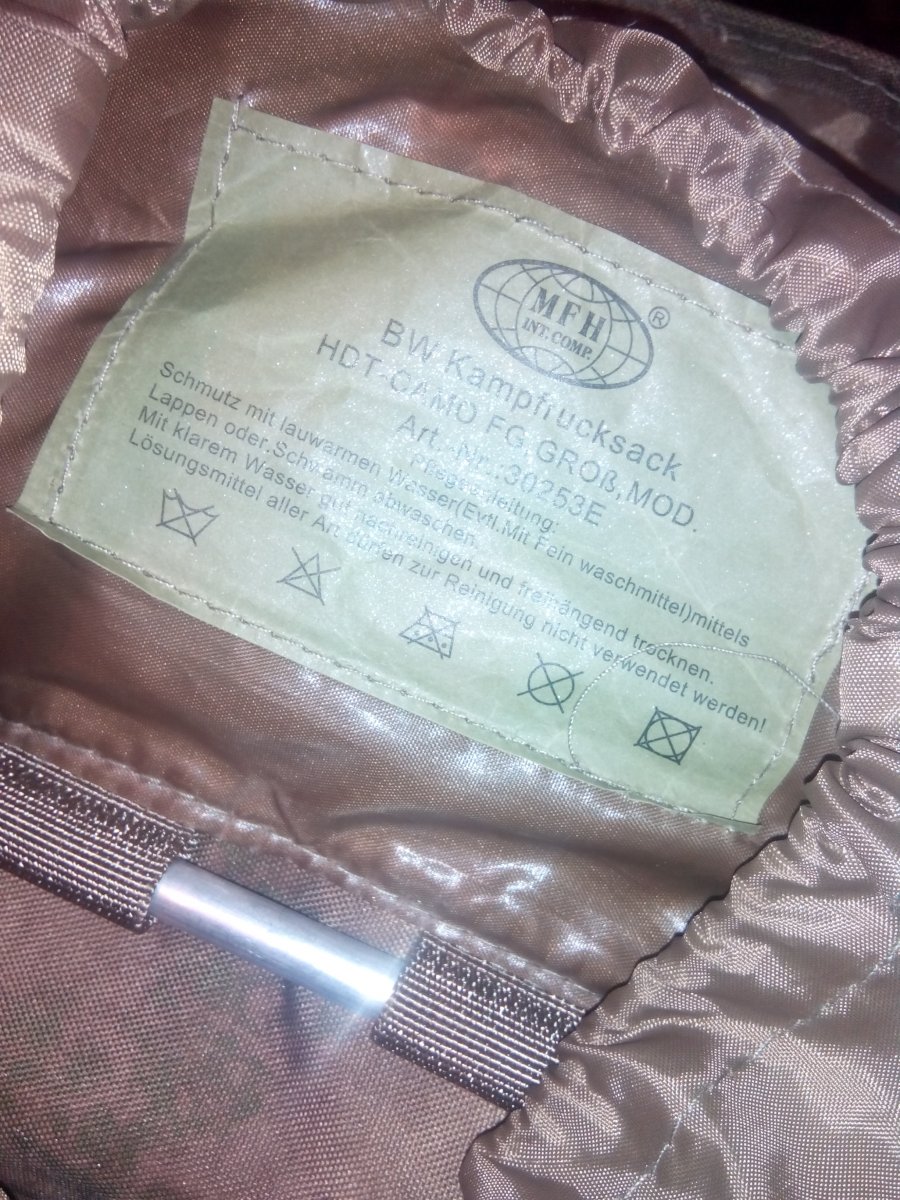 MFH
INT. COMP.
®
BW Kampfrucksack
HDT-CAMO FG GROß,MOD.
Art.-Nr.:30253E
Pflegeanleitung:
Schmutz mit lauwarmen Wasser(Evtl.Mit Fein waschmittel)mittels
Lappen oder Schwamm abwaschen.
Mit klarem Wasser gut nachreinigen und freihängend trocknen.
Lösungsmittel aller Art dürfen zur Reinigung nicht verwendet werden!